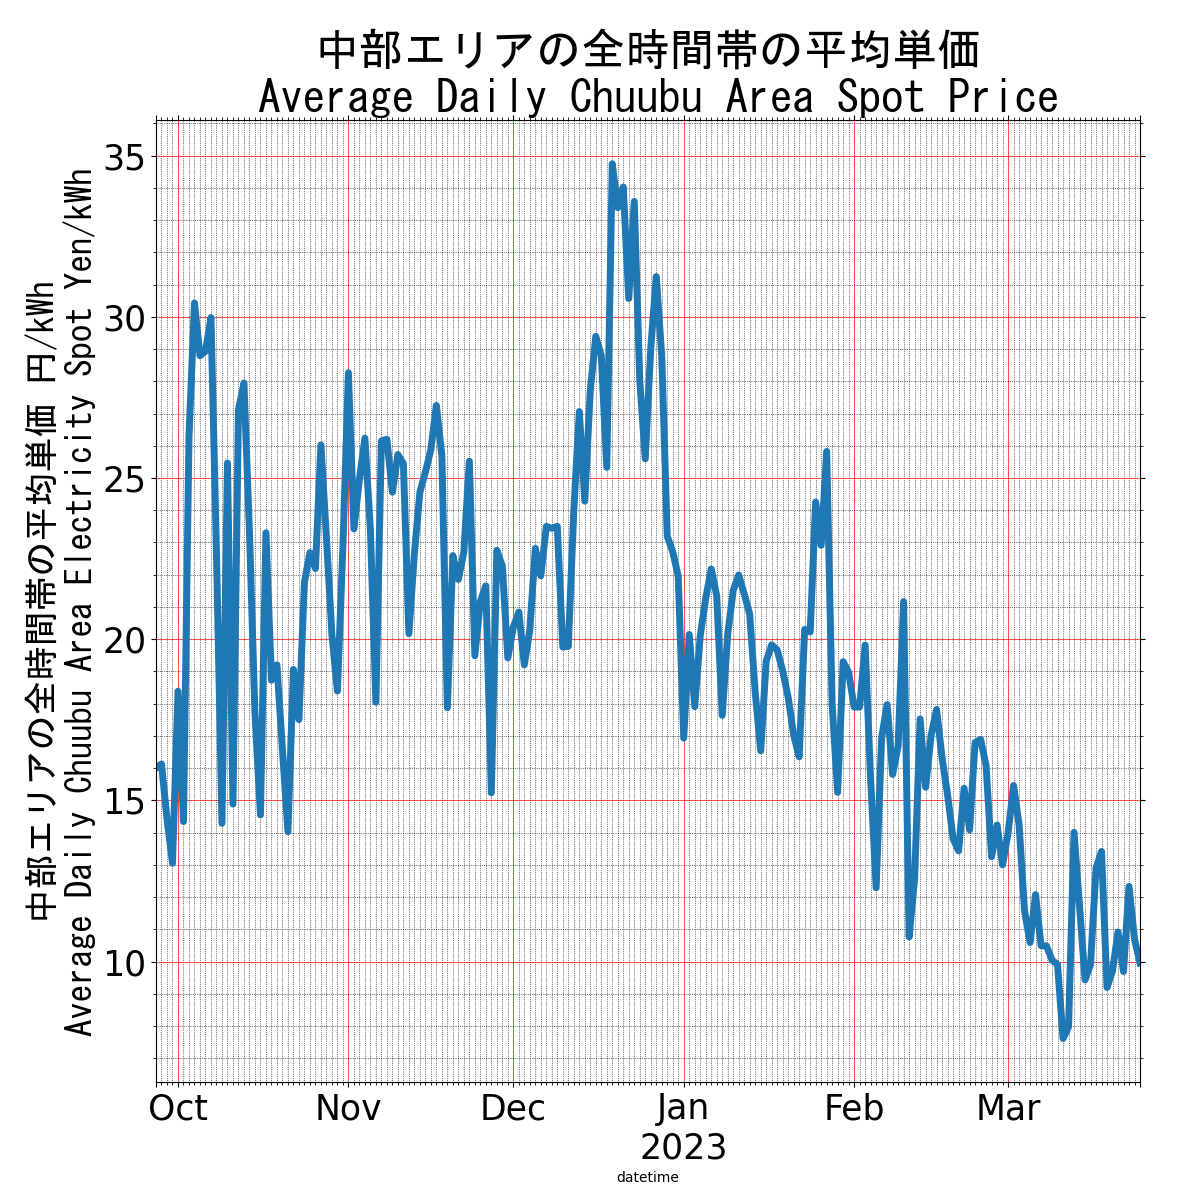 中部エリアの全時間帯の平均単価
Average Daily Chuubu Area Spot Price
中部エリアの全時間帯の平均単価 円/kWh
Average Daily Chuubu Area Electricity Spot Yen/kWh
35
30
25
20
15
10
Oct
Nov
Dec
Jan
2023
Feb
Mar
datetime